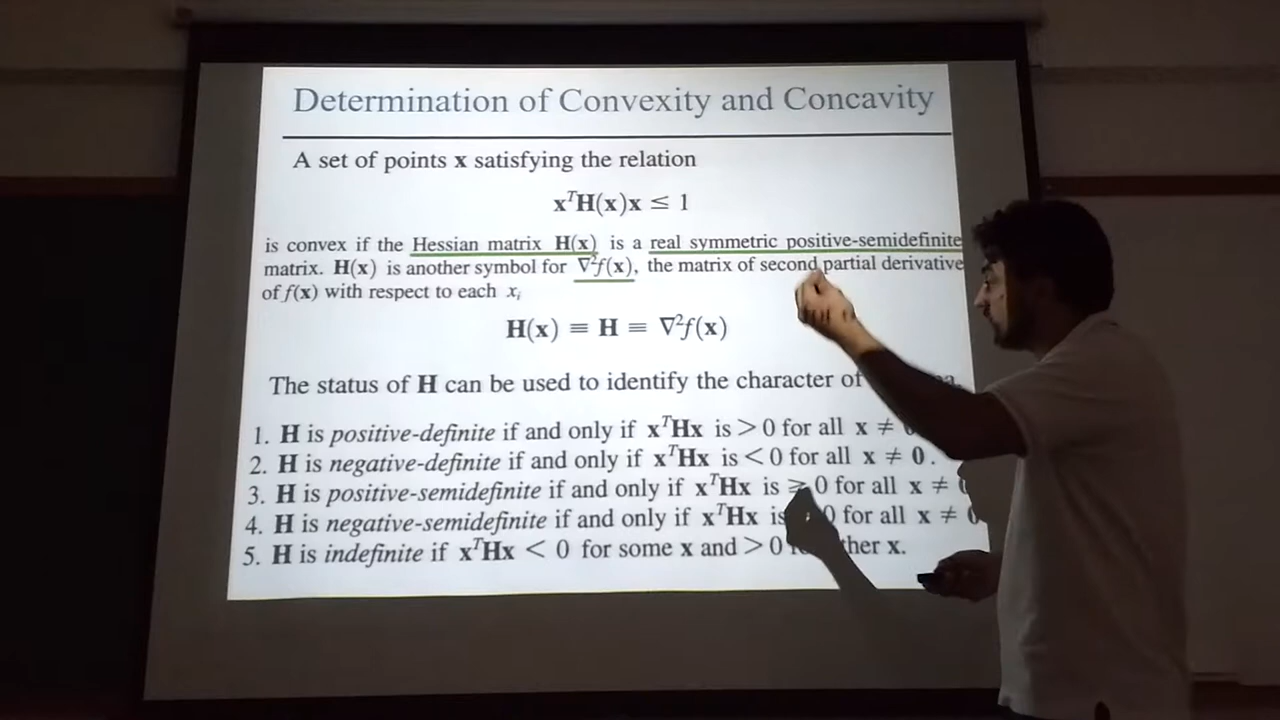 Determination of Convexity and Concavity
A set of points x satisfying the relation
xᵀH(x)x ≤ 1
is convex if the Hessian matrix H(x) is a real symmetric positive-semidefinite
matrix. H(x) is another symbol for ∇²f(x), the matrix of second partial derivative
of f(x) with respect to each xᵢ
H(x) ≡ H ≡ ∇²f(x)
The status of H can be used to identify the character of
1. H is positive-definite if and only if xᵀHx is > 0 for all x ≠
2. H is negative-definite if and only if xᵀHx is < 0 for all x ≠ 0.
3. H is positive-semidefinite if and only if xᵀHx is ≥ 0 for all x ≠
4. H is negative-semidefinite if and only if xᵀHx is 0 for all x ≠
5. H is indefinite if xᵀHx < 0 for some x and > 0 x.